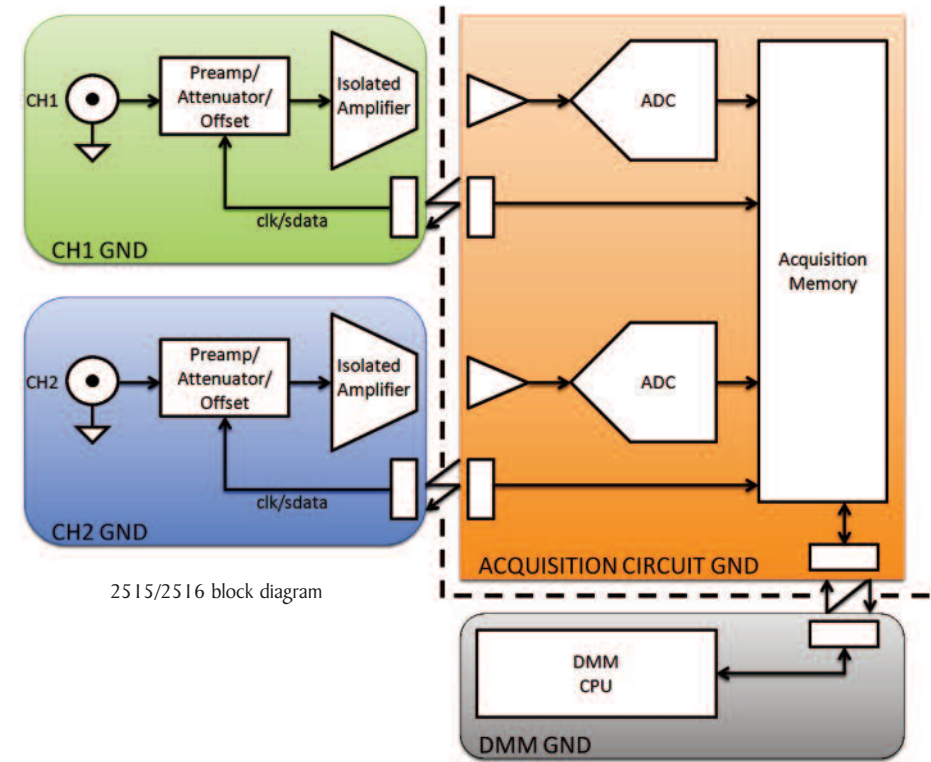 CH1
Preamp/
Attenuator/
Offset
Isolated
Amplifier
clk/sdata
CH1 GND
ADC
Acquisition
Memory
CH2
Preamp/
Attenuator/
Offset
Isolated
Amplifier
clk/sdata
CH2 GND
ADC
ACQUISITION CIRCUIT GND
2515/2516 block diagram
DMM
CPU
DMM GND